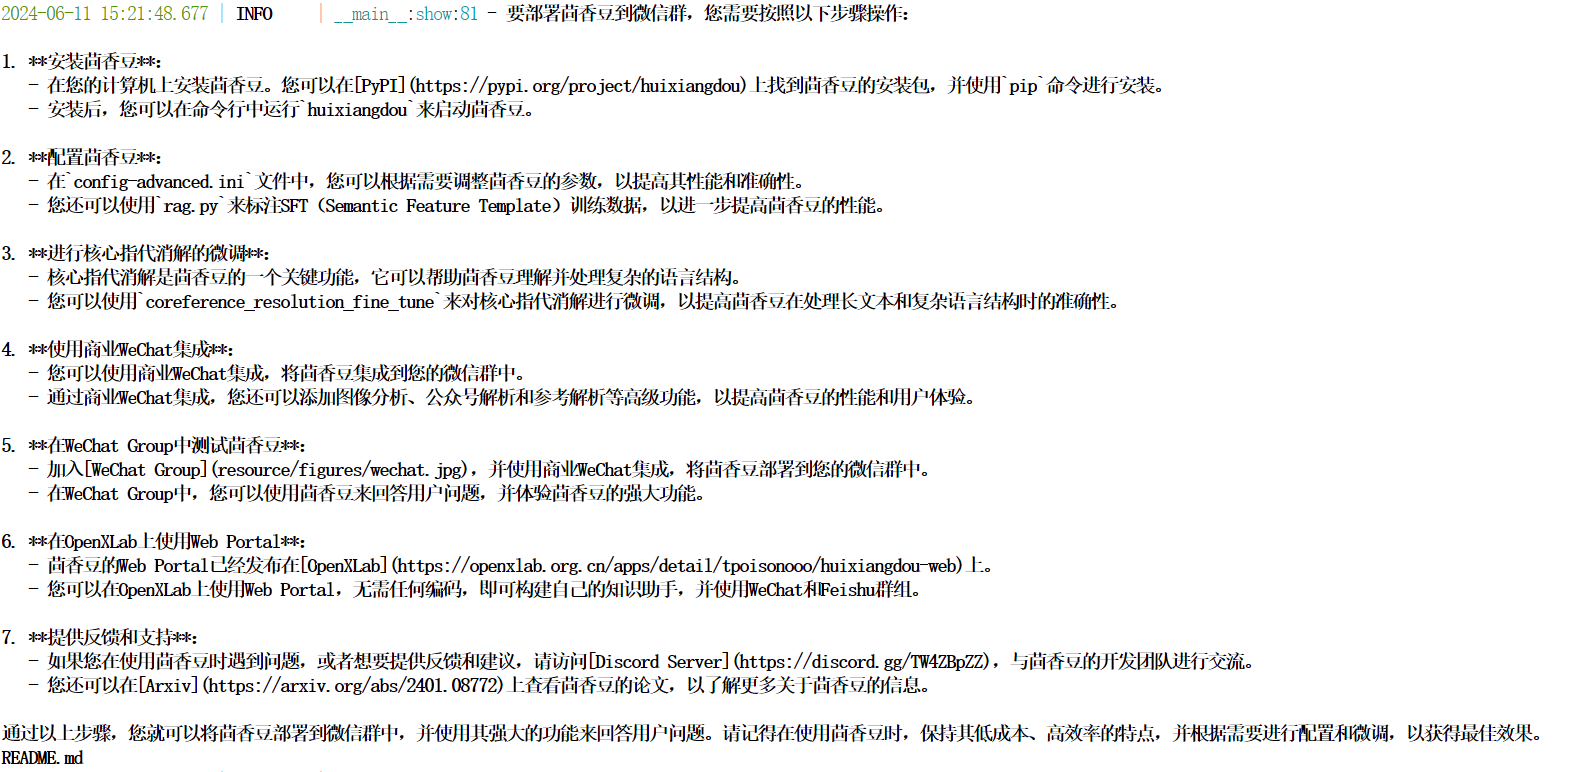 2024-06-11 15:21:48.677 | INFO     | __main__:show:81 - 要部署茴香豆到微信群，您需要按照以下步骤操作：
1. **安装茴香豆**：
- 在您的计算机上安装茴香豆。您可以在[PyPI](https://pypi.org/project/huixiangdou)上找到茴香豆的安装包，并使用`pip`命令进行安装。
- 安装后，您可以在命令行中运行`huixiangdou`来启动茴香豆。
2. **配置茴香豆**：
- 在`config-advanced.ini`文件中，您可以根据需要调整茴香豆的参数，以提高其性能和准确性。
- 您还可以使用`rag.py`来标注SFT（Semantic Feature Template）训练数据，以进一步提高茴香豆的性能。
3. **进行核心指代消解的微调**：
- 核心指代消解是茴香豆的一个关键功能，它可以帮助茴香豆理解并处理复杂的语言结构。
- 您可以使用`coreference_resolution_fine_tune`来对核心指代消解进行微调，以提高茴香豆在处理长文本和复杂语言结构时的准确性。
4. **使用商业WeChat集成**：
- 您可以使用商业WeChat集成，将茴香豆集成到您的微信群中。
- 通过商业WeChat集成，您还可以添加图像分析、公众号解析和参考解析等高级功能，以提高茴香豆的性能和用户体验。
5. **在WeChat Group中测试茴香豆**：
- 加入[WeChat Group](resource/figures/wechat.jpg)，并使用商业WeChat集成，将茴香豆部署到您的微信群中。
- 在WeChat Group中，您可以使用茴香豆来回答用户问题，并体验茴香豆的强大功能。
6. **在OpenXLab上使用Web Portal**：
- 茴香豆的Web Portal已经发布在[OpenXLab](https://openxlab.org.cn/apps/detail/tpoisonooo/huixiangdou-web)上。
- 您可以在OpenXLab上使用Web Portal，无需任何编码，即可构建自己的知识助手，并使用WeChat和Feishu群组。
7. **提供反馈和支持**：
- 如果您在使用茴香豆时遇到问题，或者想要提供反馈和建议，请访问[Discord Server](https://discord.gg/TW4ZBpZZ)，与茴香豆的开发团队进行交流。
- 您还可以在[Arxiv](https://arxiv.org/abs/2401.08772)上查看茴香豆的论文，以了解更多关于茴香豆的信息。
通过以上步骤，您就可以将茴香豆部署到微信群中，并使用其强大的功能来回答用户问题。请记得在使用茴香豆时，保持其低成本、高效率的特点，并根据需要进行配置和微调，以获得最佳效果。
README.md